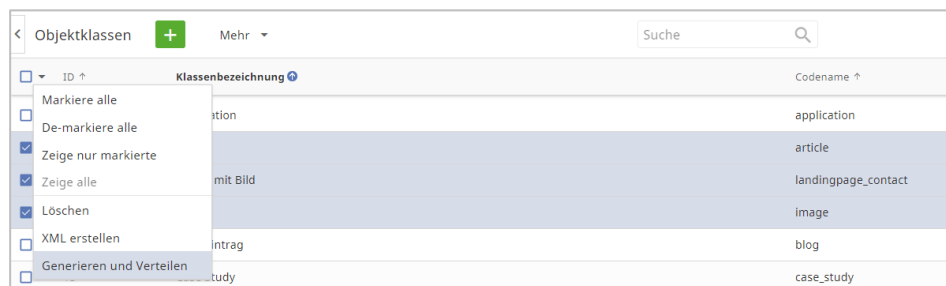 Objektklassen + Mehr Suche
ID ↑ Klassenbezeichnung Codename ↑
Markiere alle
ation application
De-markiere alle
article
Zeige nur markierte
Zeige alle mit Bild landingpage_contact
Löschen image
XML erstellen intrag blog
Generieren und Verteilen
tudy case_study